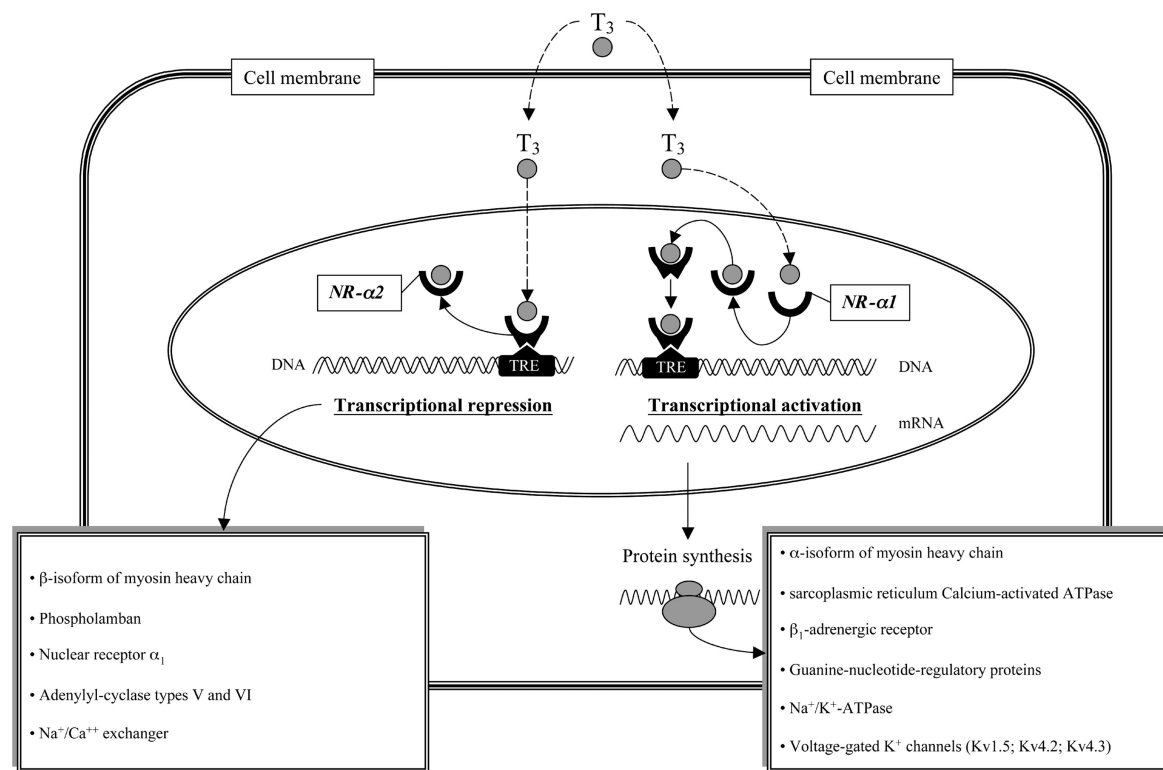 T₃
Cell membrane
Cell membrane
T₃
T₃
NR-α2
NR-α1
DNA
TRE
TRE
DNA
Transcriptional repression
Transcriptional activation
mRNA
Protein synthesis
• β-isoform of myosin heavy chain
• Phospholamban
• Nuclear receptor α₁
• Adenylyl-cyclase types V and VI
• Na⁺/Ca⁺⁺ exchanger
• α-isoform of myosin heavy chain
• sarcoplasmic reticulum Calcium-activated ATPase
• β₁-adrenergic receptor
• Guanine-nucleotide-regulatory proteins
• Na⁺/K⁺-ATPase
• Voltage-gated K⁺ channels (Kv1.5; Kv4.2; Kv4.3)